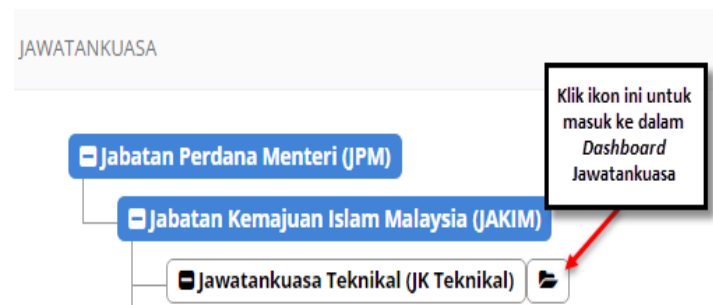 JAWATANKUASA
Klik ikon ini untuk
masuk ke dalam
Dashboard
Jawatankuasa
Jabatan Perdana Menteri (JPM)
Jabatan Kemajuan Islam Malaysia (JAKIM)
Jawatankuasa Teknikal (JK Teknikal)